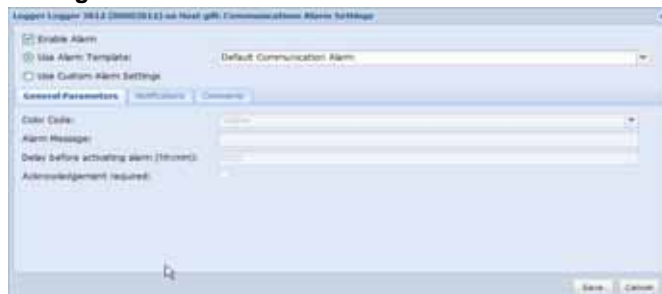 Logger Logger 3612 (00003612) on Host gift: Communications Alarm Settings
Enable Alarm
Use Alarm Template: Default Communication Alarm
Use Custom Alarm Settings
General Parameters Notifications Comments
Color Code:
Alarm Message:
Delay before activating alarm (hh:mm):
Acknowledgement required:
Save Cancel